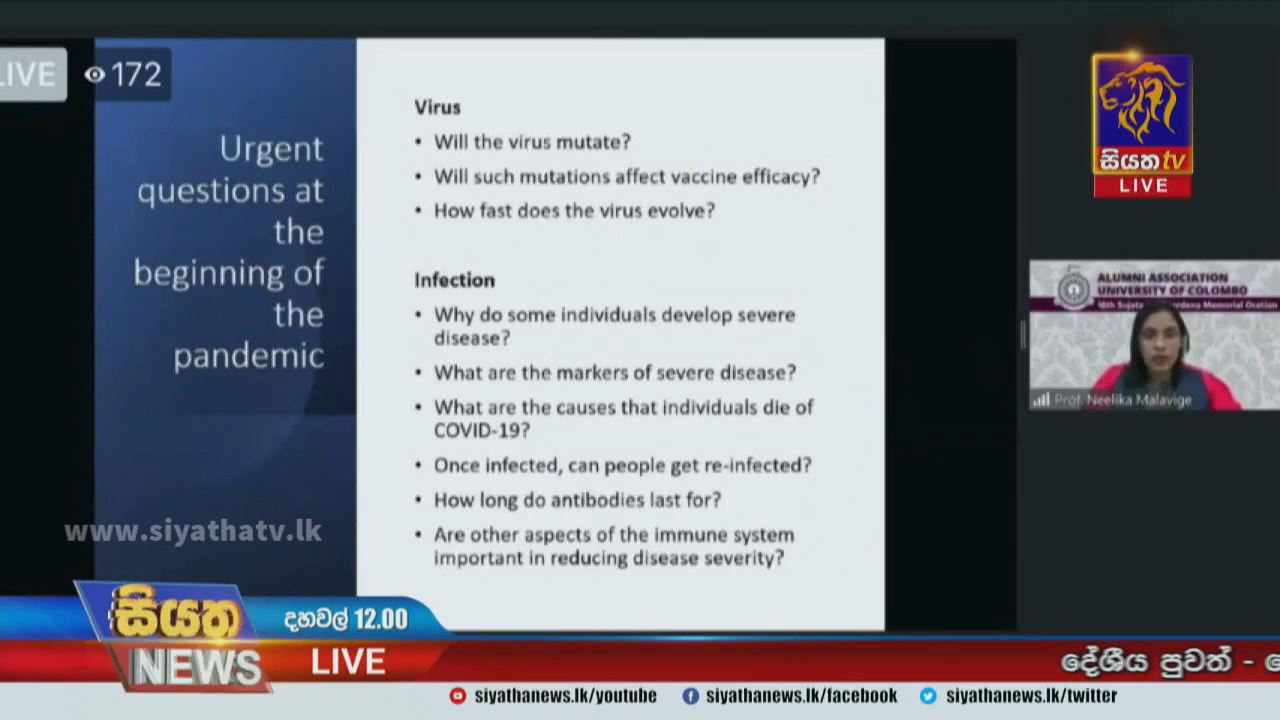 LIVE
172
Urgent
questions at
the
beginning of
the
pandemic
Virus
• Will the virus mutate?
• Will such mutations affect vaccine efficacy?
• How fast does the virus evolve?
Infection
• Why do some individuals develop severe
disease?
• What are the markers of severe disease?
• What are the causes that individuals die of
COVID-19?
• Once infected, can people get re-infected?
• How long do antibodies last for?
• Are other aspects of the immune system
important in reducing disease severity?
සියත tv
LIVE
ALUMNI ASSOCIATION
UNIVERSITY OF COLOMBO
Memorial Oration
Prof. Neelika Malavige
www.siyathatv.lk
සියත
NEWS
දහවල් 12.00
LIVE
දේශීය පුවත් -
siyathanews.lk/youtube
siyathanews.lk/facebook
siyathanews.lk/twitter